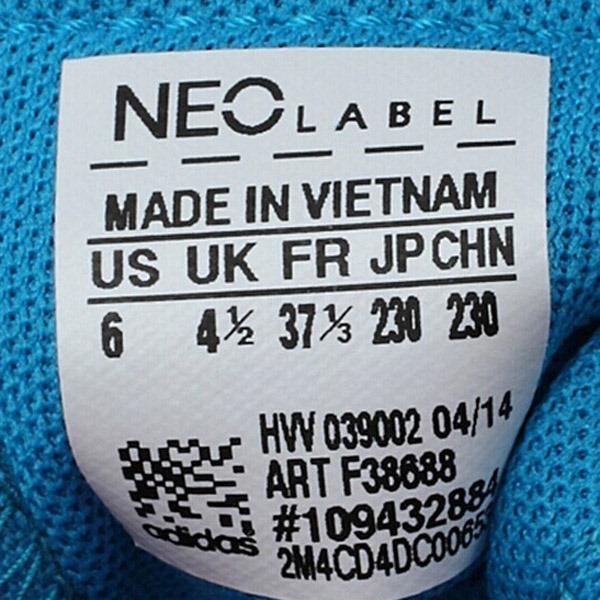 NEO LABEL
MADE IN VIETNAM
US UK FR JP CHN
6 4½ 37⅓ 230 230
HVV 039002 04/14
ART F38688
#109432884
adidas